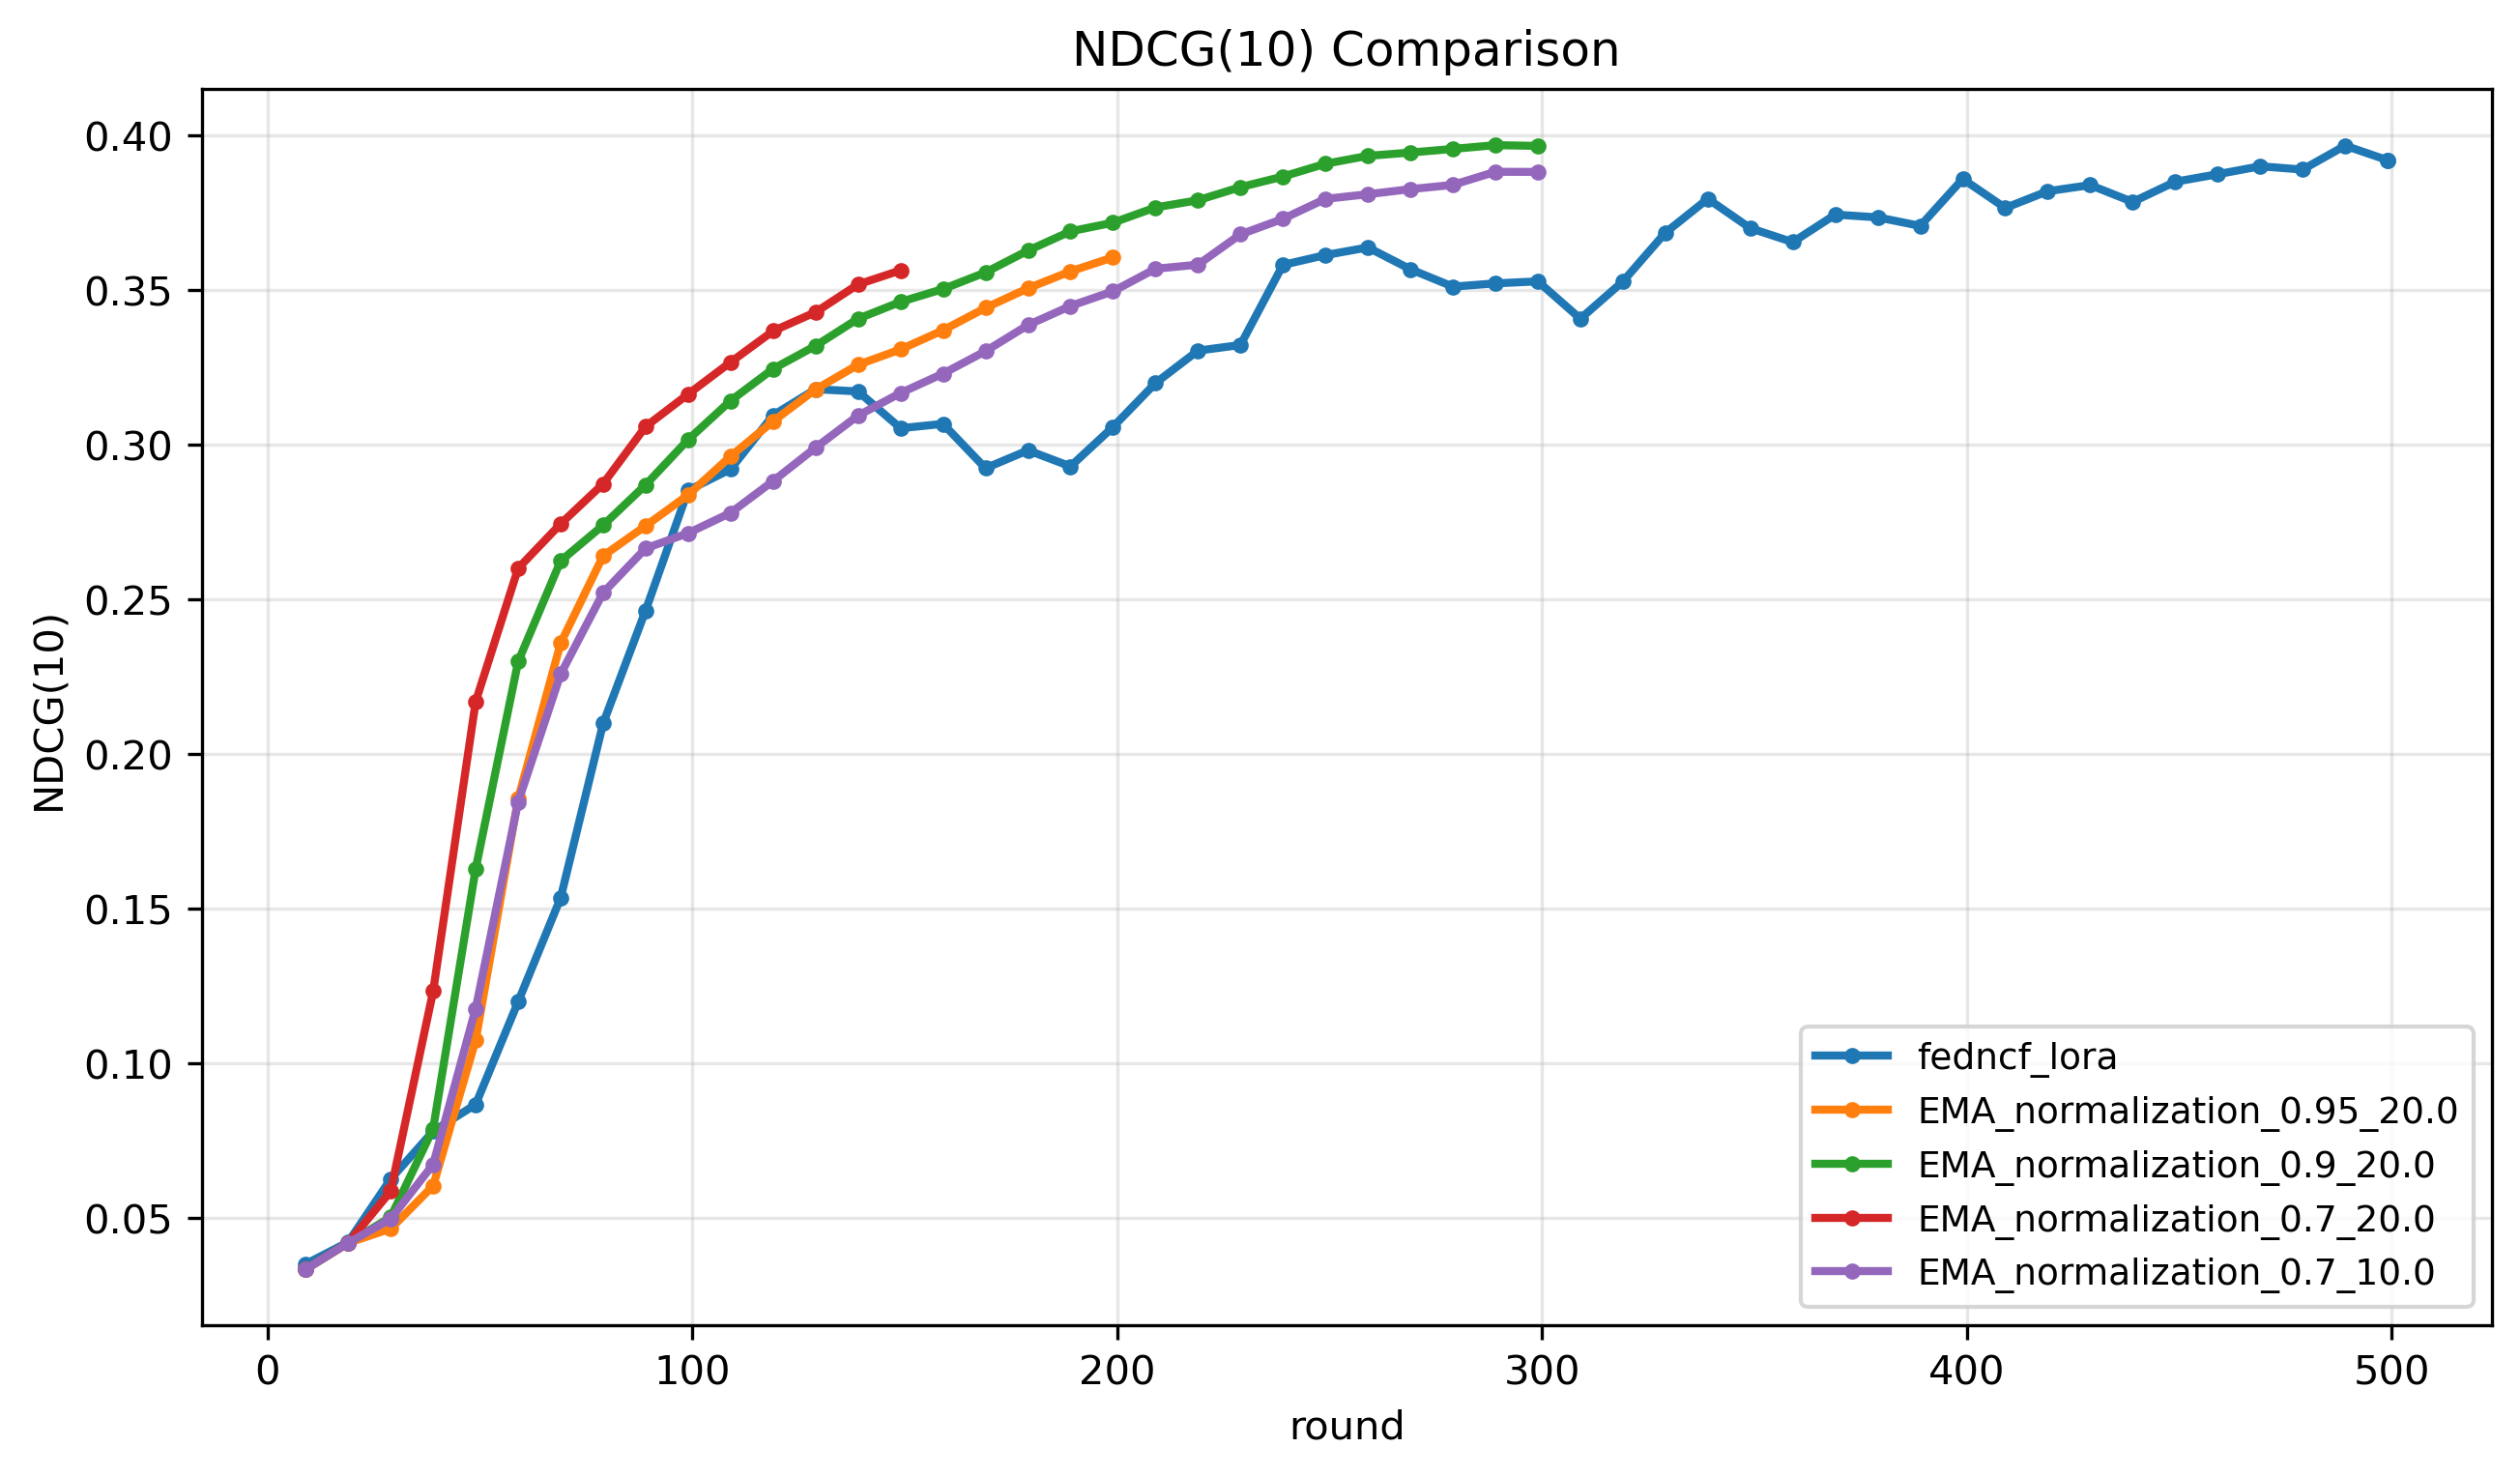 NDCG(10) Comparison
NDCG(10)
0.40
0.35
0.30
0.25
0.20
0.15
0.10
0.05
0 100 200 300 400 500
round
fedncf_lora
EMA_normalization_0.95_20.0
EMA_normalization_0.9_20.0
EMA_normalization_0.7_20.0
EMA_normalization_0.7_10.0